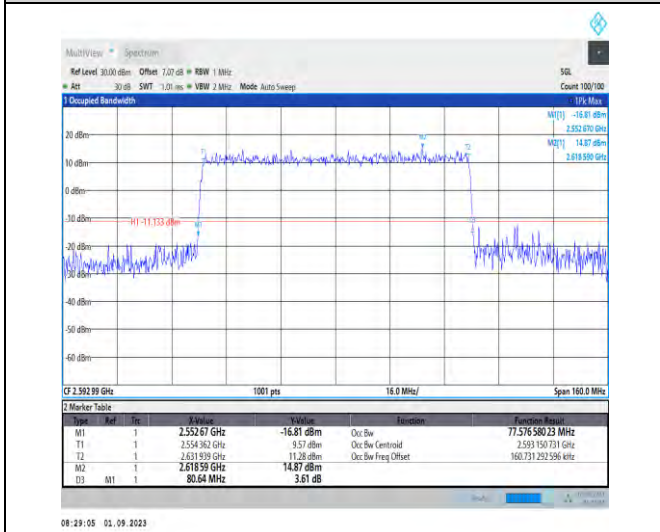 MultiView Spectrum
Ref Level 30.00 dBm Offset 7.07 dB RBW 1 MHz SGL
Att 30 dB SWT 1.01 ms VBW 2 MHz Mode Auto Sweep Count 100/100
1 Occupied Bandwidth 1Pk Max
M1[1] -16.81 dBm
2.552 670 GHz
M2[1] 14.87 dBm
2.618 590 GHz
20 dBm
M2
T1 T2
10 dBm
0 dBm
-10 dBm
H1 -11.133 dBm
M1
-20 dBm
-40 dBm
-50 dBm
-60 dBm
CF 2.592 99 GHz 1001 pts 16.0 MHz/ Span 160.0 MHz
2 Marker Table
Type Ref Trc X-Value Y-Value Function Function Result
M1 1 2.552 67 GHz -16.81 dBm Occ Bw 77.576 580 23 MHz
T1 1 2.554 362 GHz 9.57 dBm Occ Bw Centroid 2.593 150 731 GHz
T2 1 2.631 939 GHz 11.28 dBm Occ Bw Freq Offset 160.731 292 596 kHz
M2 1 2.618 59 GHz 14.87 dBm
D3 M1 1 80.64 MHz 3.61 dB
08:29:05 01.09.2023